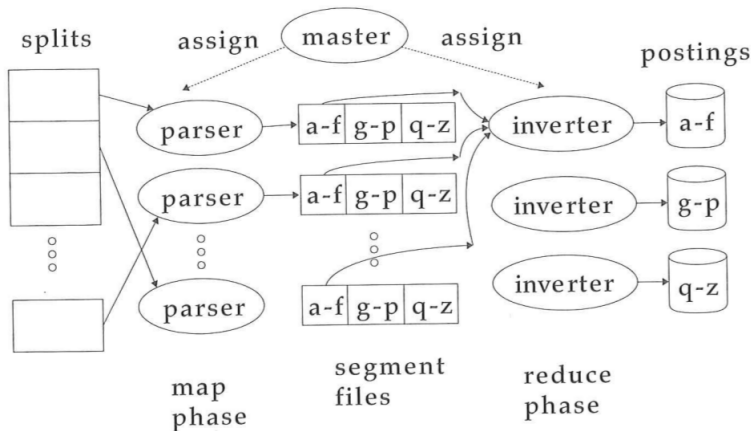 splits
assign
master
assign
postings
parser
a-f g-p q-z
inverter
a-f
parser
a-f g-p q-z
inverter
g-p
parser
a-f g-p q-z
inverter
q-z
map
phase
segment
files
reduce
phase